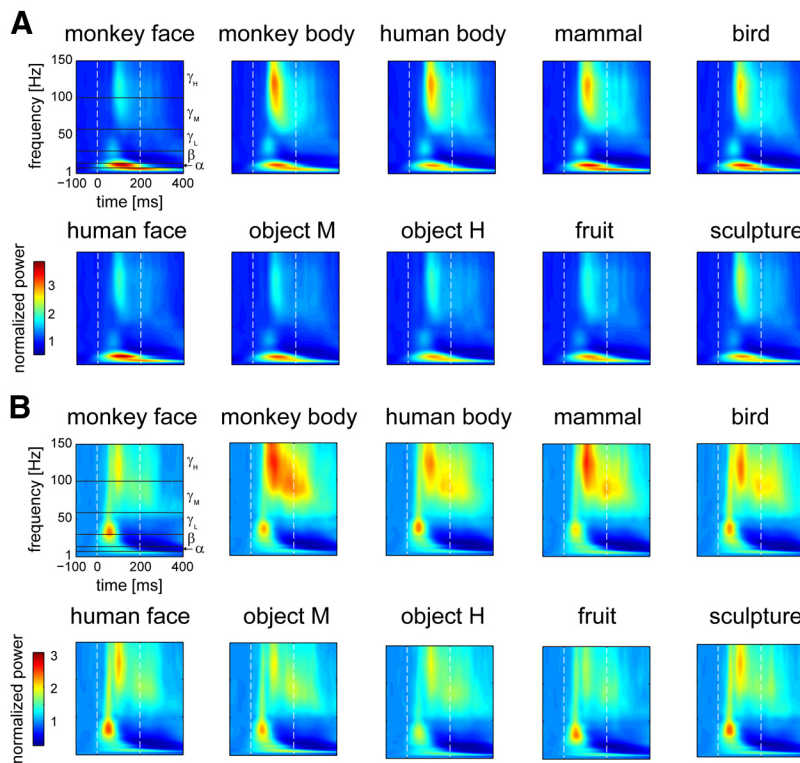 A
monkey face monkey body human body mammal bird
frequency [Hz]
150
100
50
1
γH
γM
γL
β
α
−100 0 200 400
time [ms]
human face object M object H fruit sculpture
normalized power
3
2
1
B
monkey face monkey body human body mammal bird
frequency [Hz]
150
100
50
1
γH
γM
γL
β
α
−100 0 200 400
time [ms]
human face object M object H fruit sculpture
normalized power
3
2
1